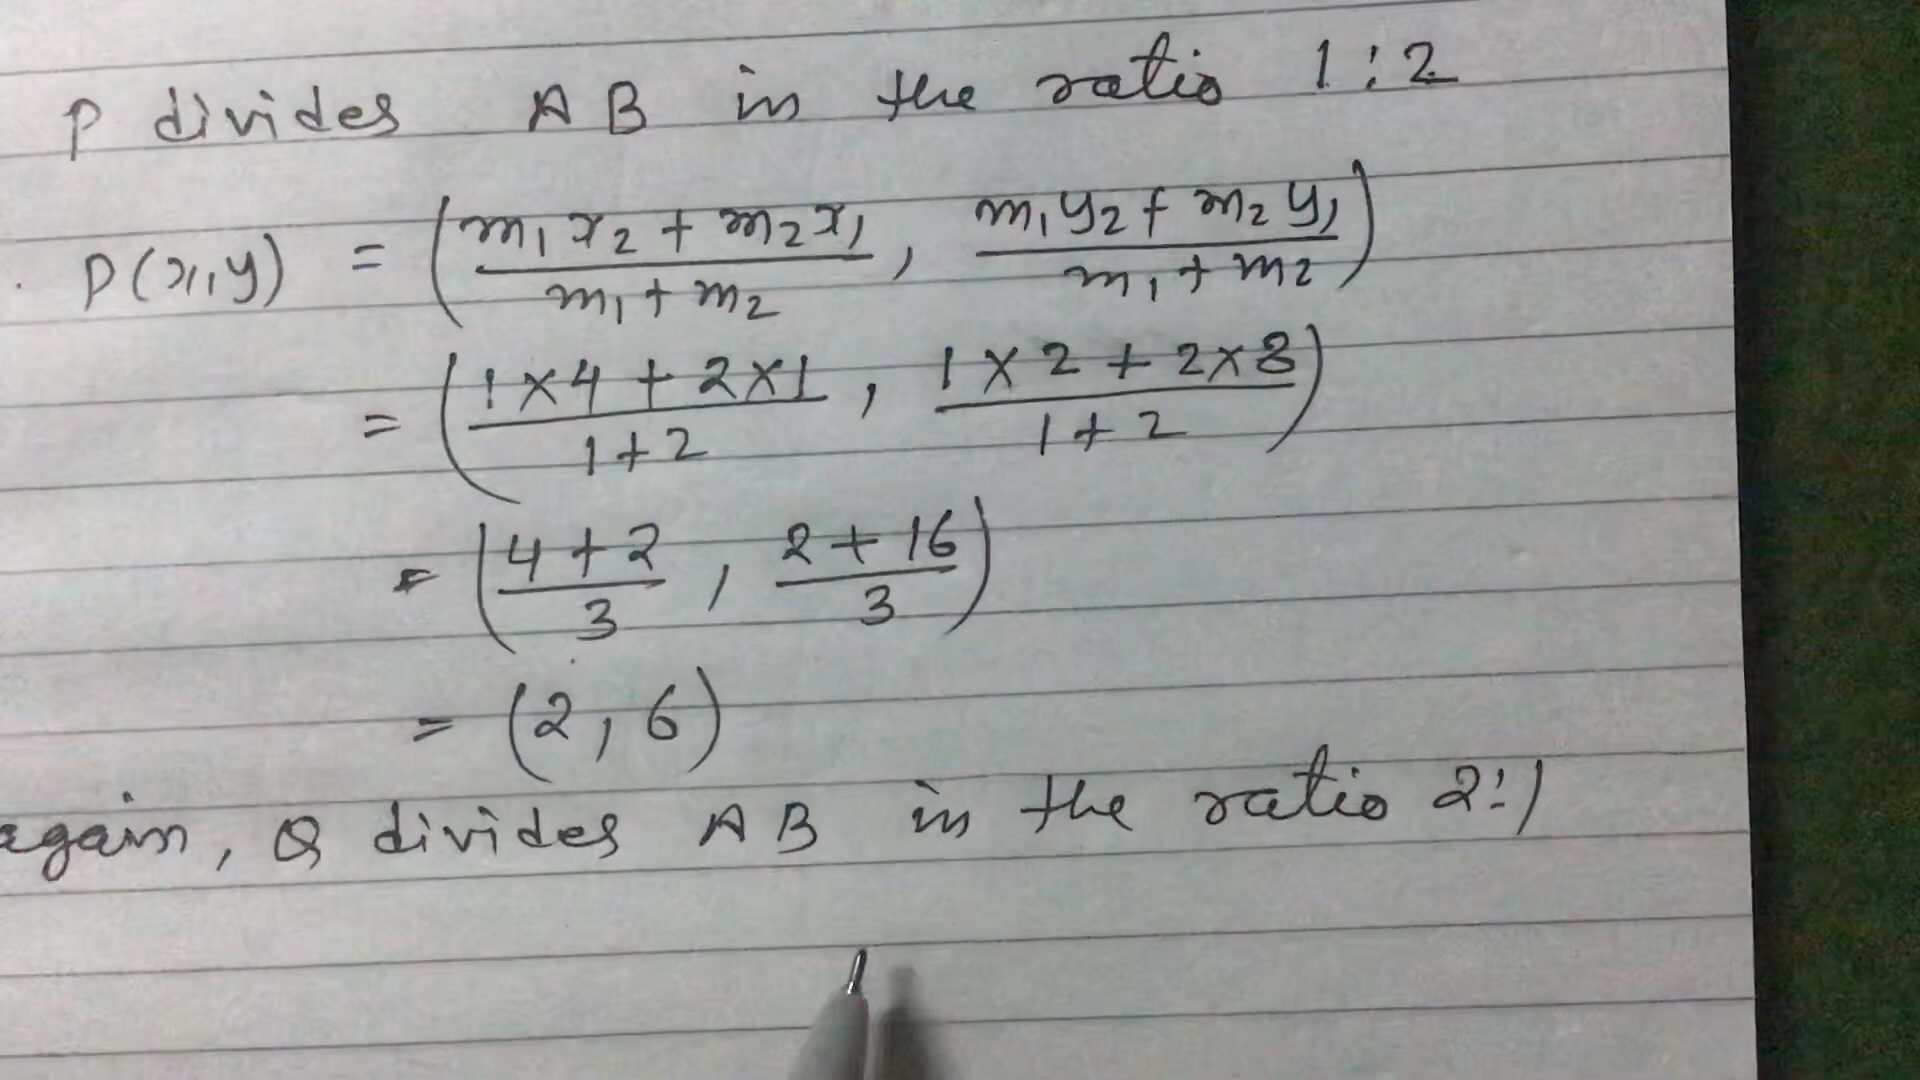 P divides AB in the ratio 1:2
P(x,y) = ( (m₁x₂ + m₂x₁)/(m₁ + m₂) , (m₁y₂ + m₂y₁)/(m₁ + m₂) )
= ( (1×4 + 2×1)/(1+2) , (1×2 + 2×8)/(1+2) )
= ( (4+2)/3 , (2+16)/3 )
= (2, 6)
again, Q divides AB in the ratio 2:1